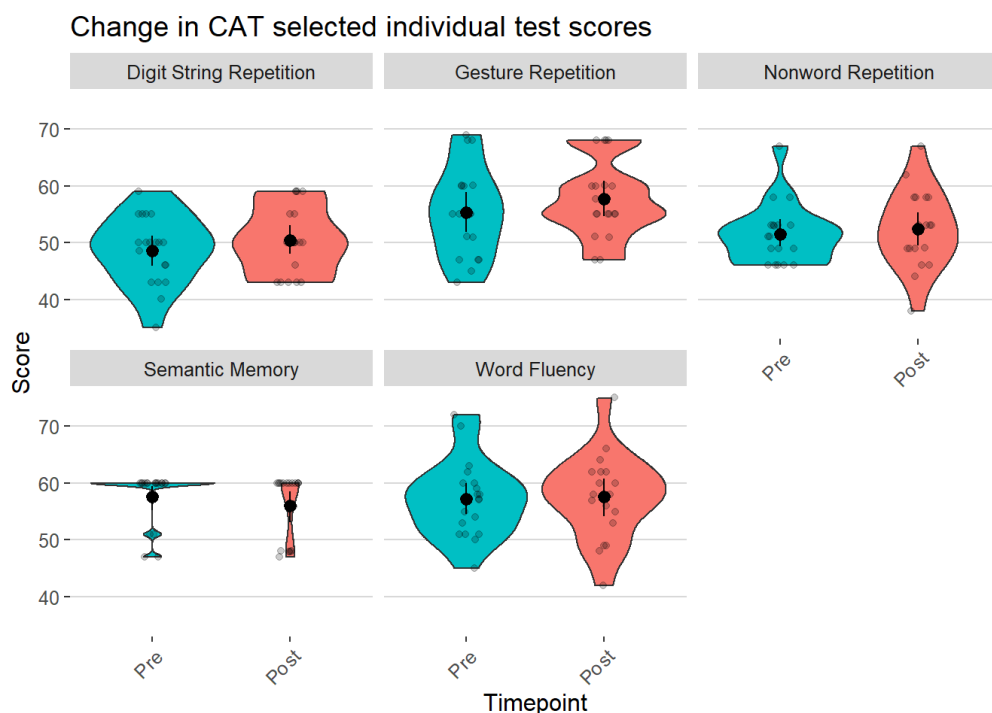 Change in CAT selected individual test scores
Digit String Repetition
Gesture Repetition
Nonword Repetition
70
60
50
40
Pre
Post
Score
Semantic Memory
Word Fluency
70
60
50
40
Pre
Post
Pre
Post
Timepoint